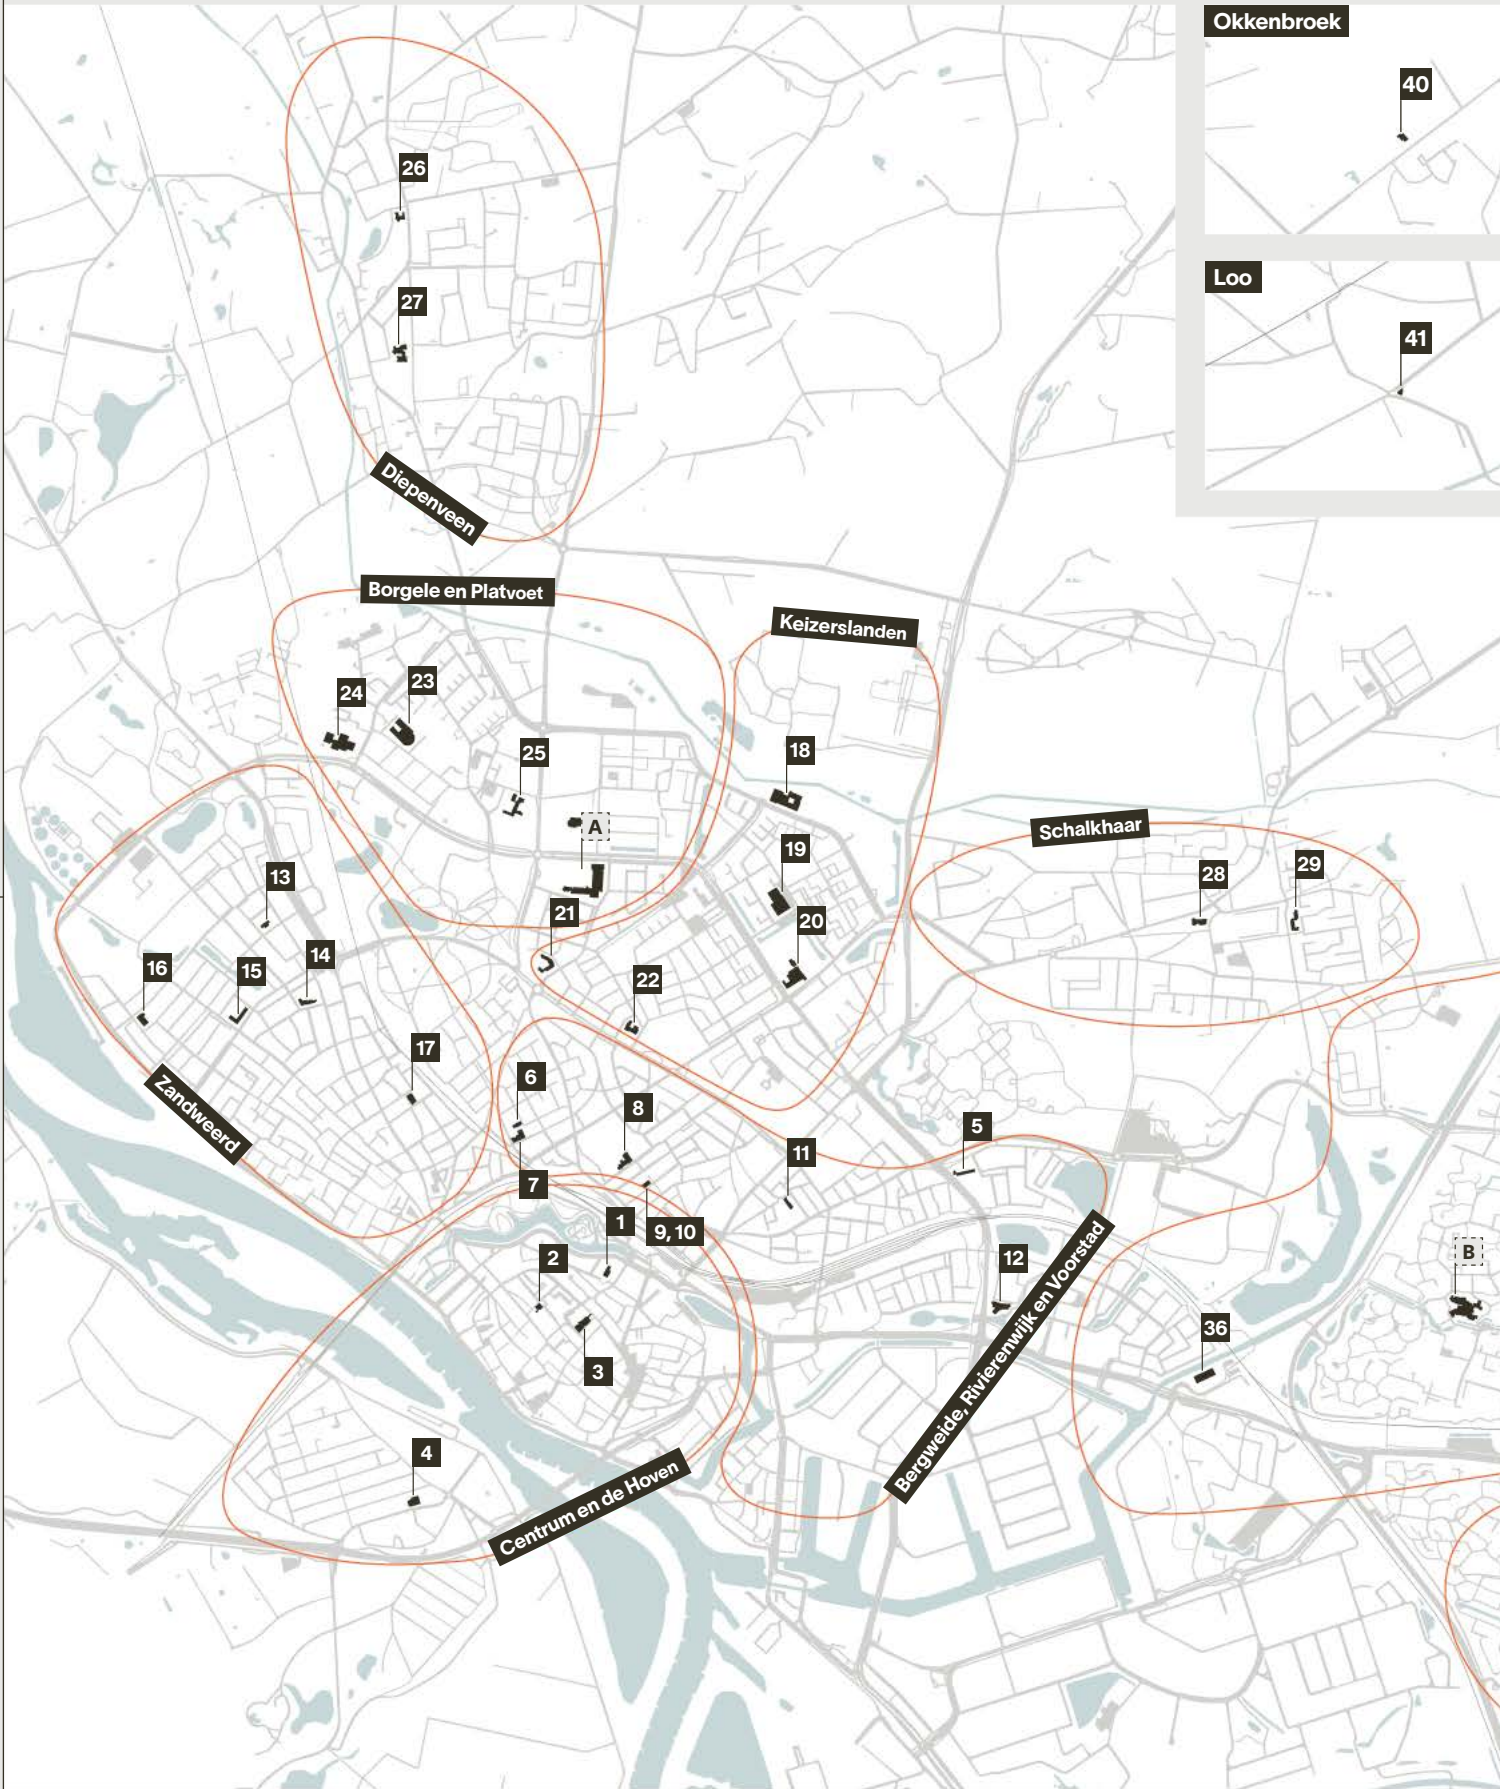 Okkenbroek
40
26
Loo
27
41
Diepenveen
Borgele en Platvoet
Keizerslanden
23
24
25
18
A
Schalkhaar
19
29
28
13
21
20
14
16
15
22
17
6
Zandweerd
8
5
11
7
1
9, 10
2
12
B
Bergweide, Rivierenwijk en Voorstad
36
3
4
Centrum en de Hoven